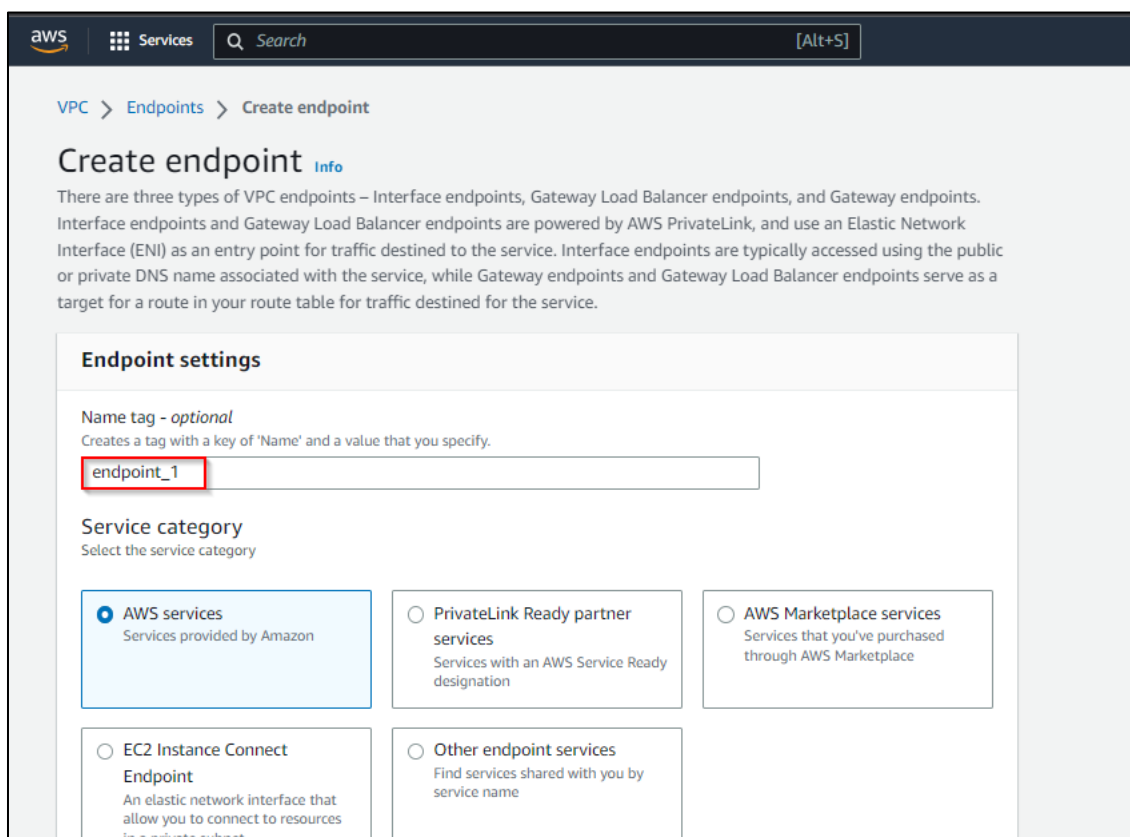 aws
Services
Search
[Alt+S]
VPC > Endpoints > Create endpoint
Create endpoint Info
There are three types of VPC endpoints – Interface endpoints, Gateway Load Balancer endpoints, and Gateway endpoints.
Interface endpoints and Gateway Load Balancer endpoints are powered by AWS PrivateLink, and use an Elastic Network
Interface (ENI) as an entry point for traffic destined to the service. Interface endpoints are typically accessed using the public
or private DNS name associated with the service, while Gateway endpoints and Gateway Load Balancer endpoints serve as a
target for a route in your route table for traffic destined for the service.
Endpoint settings
Name tag - optional
Creates a tag with a key of 'Name' and a value that you specify.
endpoint_1
Service category
Select the service category
AWS services
Services provided by Amazon
PrivateLink Ready partner
services
Services with an AWS Service Ready
designation
AWS Marketplace services
Services that you've purchased
through AWS Marketplace
EC2 Instance Connect
Endpoint
An elastic network interface that
allow you to connect to resources
in a private subnet
Other endpoint services
Find services shared with you by
service name